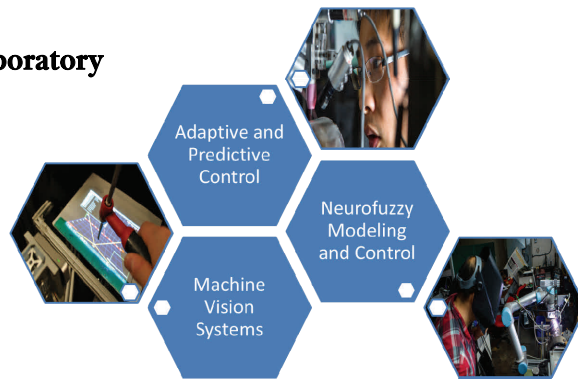 boratory
Adaptive and
Predictive
Control
Neurofuzzy
Modeling
and Control
Machine
Vision
Systems